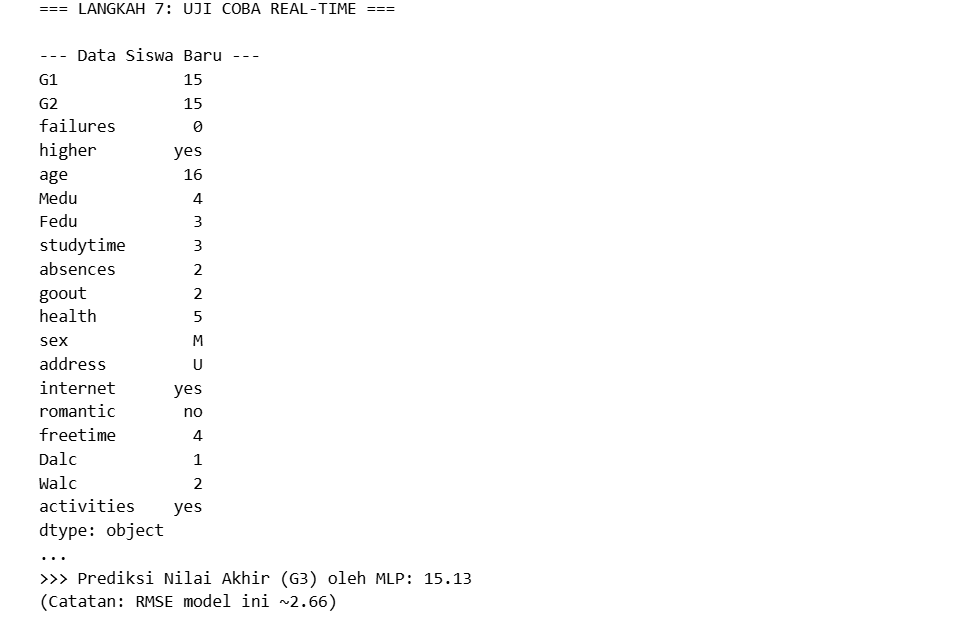 === LANGKAH 7: UJI COBA REAL-TIME ===
--- Data Siswa Baru ---
G1 15
G2 15
failures 0
higher yes
age 16
Medu 4
Fedu 3
studytime 3
absences 2
goout 2
health 5
sex M
address U
internet yes
romantic no
freetime 4
Dalc 1
Walc 2
activities yes
dtype: object
...
>>> Prediksi Nilai Akhir (G3) oleh MLP: 15.13
(Catatan: RMSE model ini ~2.66)